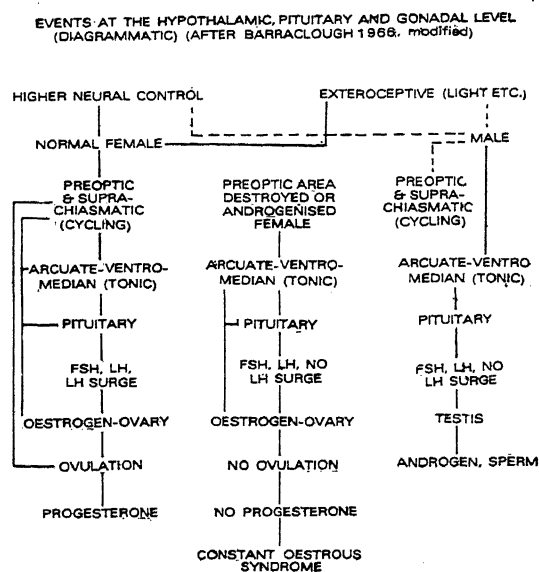 EVENTS AT THE HYPOTHALAMIC, PITUITARY AND GONADAL LEVEL
(DIAGRAMMATIC) (AFTER BARRACLOUGH 1966. modified)
HIGHER NEURAL CONTROL
EXTEROCEPTIVE (LIGHT ETC.)
NORMAL FEMALE
MALE
PREOPTIC
& SUPRA-
CHIASMATIC
(CYCLING)
ARCUATE-VENTRO-
MEDIAN (TONIC)
PITUITARY
FSH, LH,
LH SURGE
OESTROGEN-OVARY
OVULATION
PROGESTERONE
PREOPTIC AREA
DESTROYED OR
ANDROGENISED
FEMALE
ARCUATE-VENTRO-
MEDIAN (TONIC)
PITUITARY
FSH, LH, NO
LH SURGE
OESTROGEN-OVARY
NO OVULATION
NO PROGESTERONE
CONSTANT OESTROUS
SYNDROME
PREOPTIC
& SUPRA-
CHIASMATIC
(CYCLING)
ARCUATE-VENTRO-
MEDIAN (TONIC)
PITUITARY
FSH, LH, NO
LH SURGE
TESTIS
ANDROGEN, SPERM